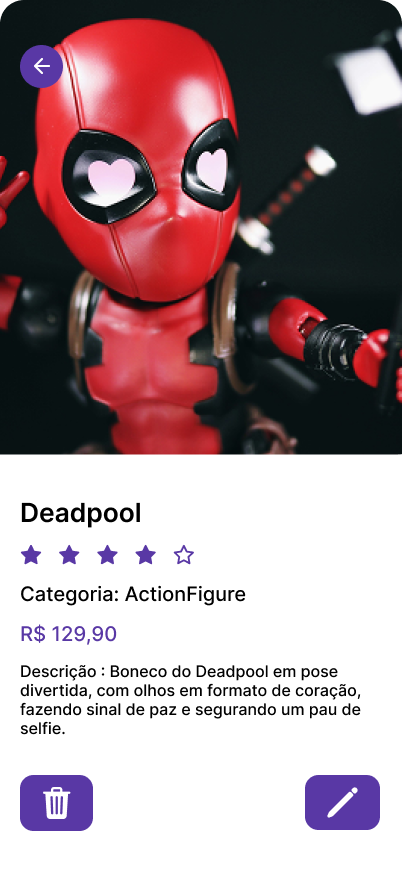 Deadpool
Categoria: ActionFigure
R$ 129,90
Descrição : Boneco do Deadpool em pose
divertida, com olhos em formato de coração,
fazendo sinal de paz e segurando um pau de
selfie.